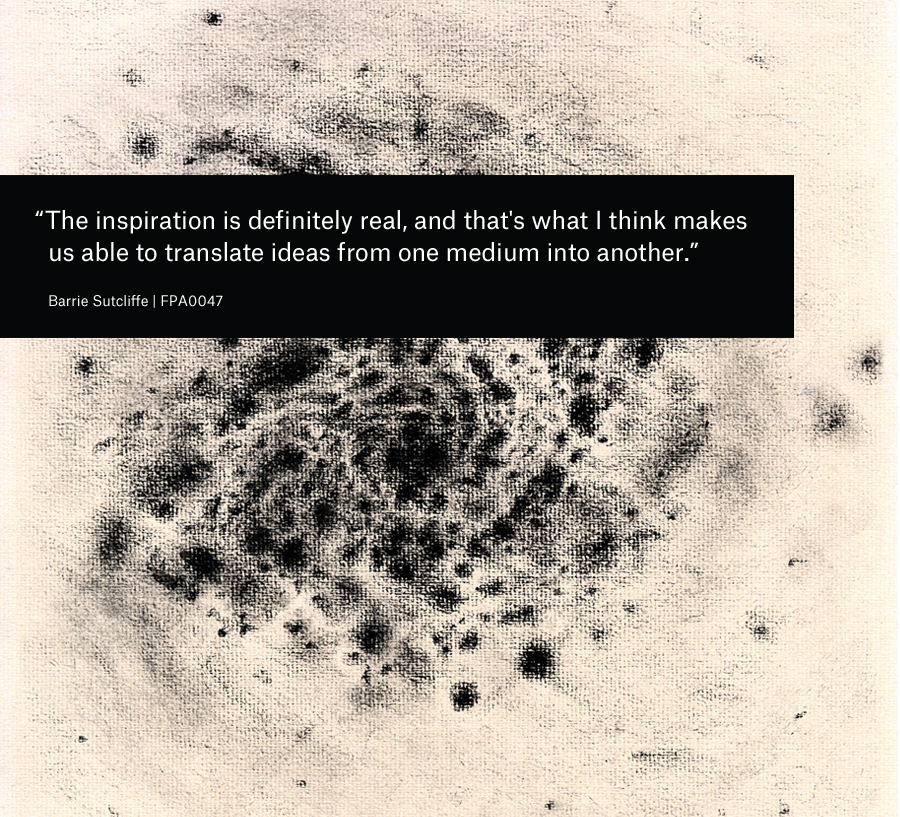 “The inspiration is definitely real, and that's what I think makes
us able to translate ideas from one medium into another.”
Barrie Sutcliffe | FPA0047